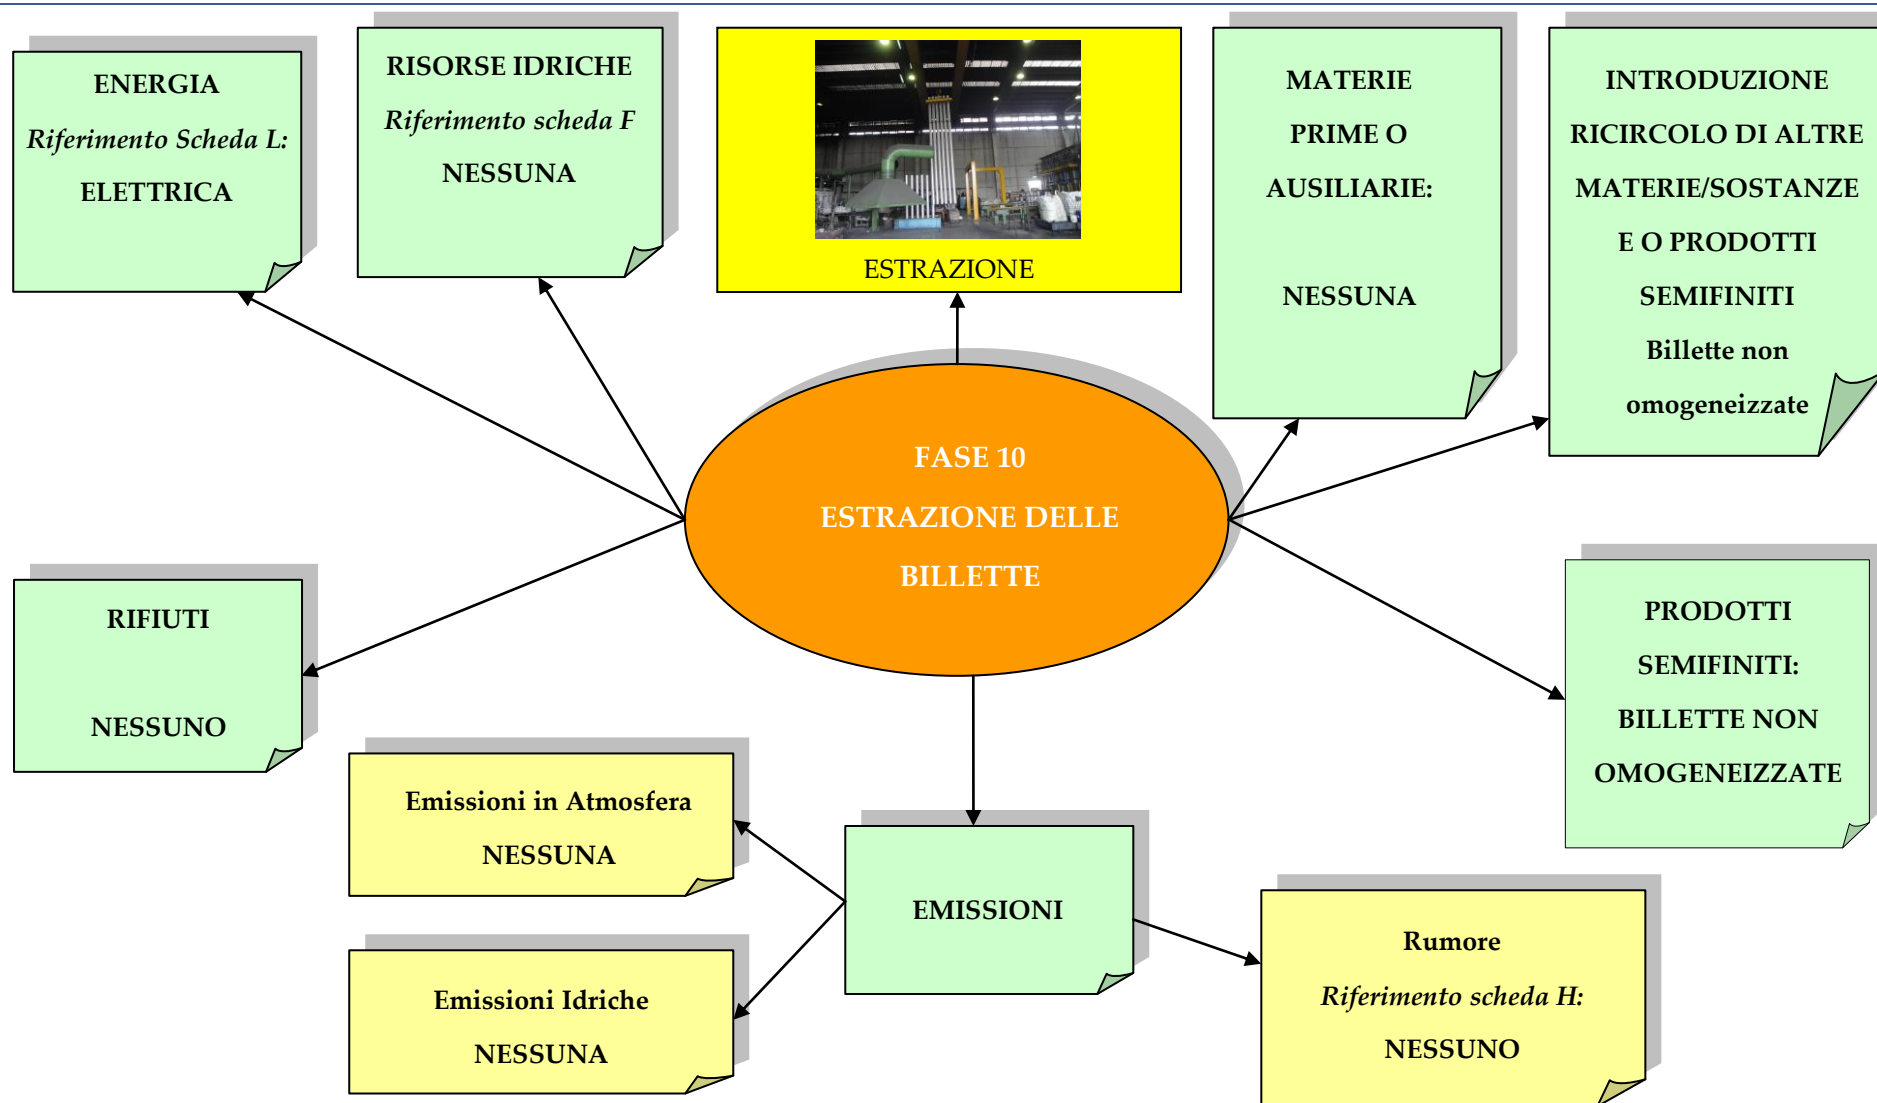 ENERGIA
Riferimento Scheda L:
ELETTRICA
RISORSE IDRICHE
Riferimento scheda F
NESSUNA
ESTRAZIONE
MATERIE
PRIME O
AUSILIARIE:
NESSUNA
INTRODUZIONE
RICIRCOLO DI ALTRE
MATERIE/SOSTANZE
E O PRODOTTI
SEMIFINITI
Billette non
omogeneizzate
FASE 10
ESTRAZIONE DELLE
BILLETTE
RIFIUTI
NESSUNO
PRODOTTI
SEMIFINITI:
BILLETTE NON
OMOGENEIZZATE
Emissioni in Atmosfera
NESSUNA
EMISSIONI
Emissioni Idriche
NESSUNA
Rumore
Riferimento scheda H:
NESSUNO